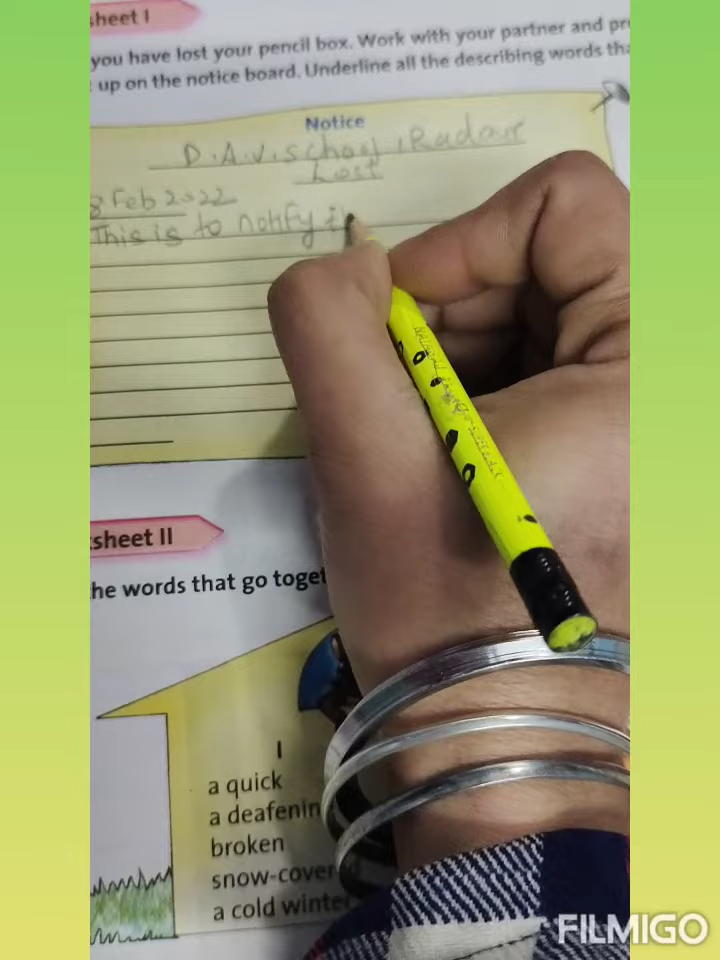 sheet I
you have lost your pencil box. Work with your partner and pr
up on the notice board. Underline all the describing words tha
Notice
D.A.V. School, Radaur
Lost
8 Feb 2022
This is to notify
sheet II
he words that go toget
I
a quick
a deafenin
broken
snow-cover
a cold winte
FILMIGO